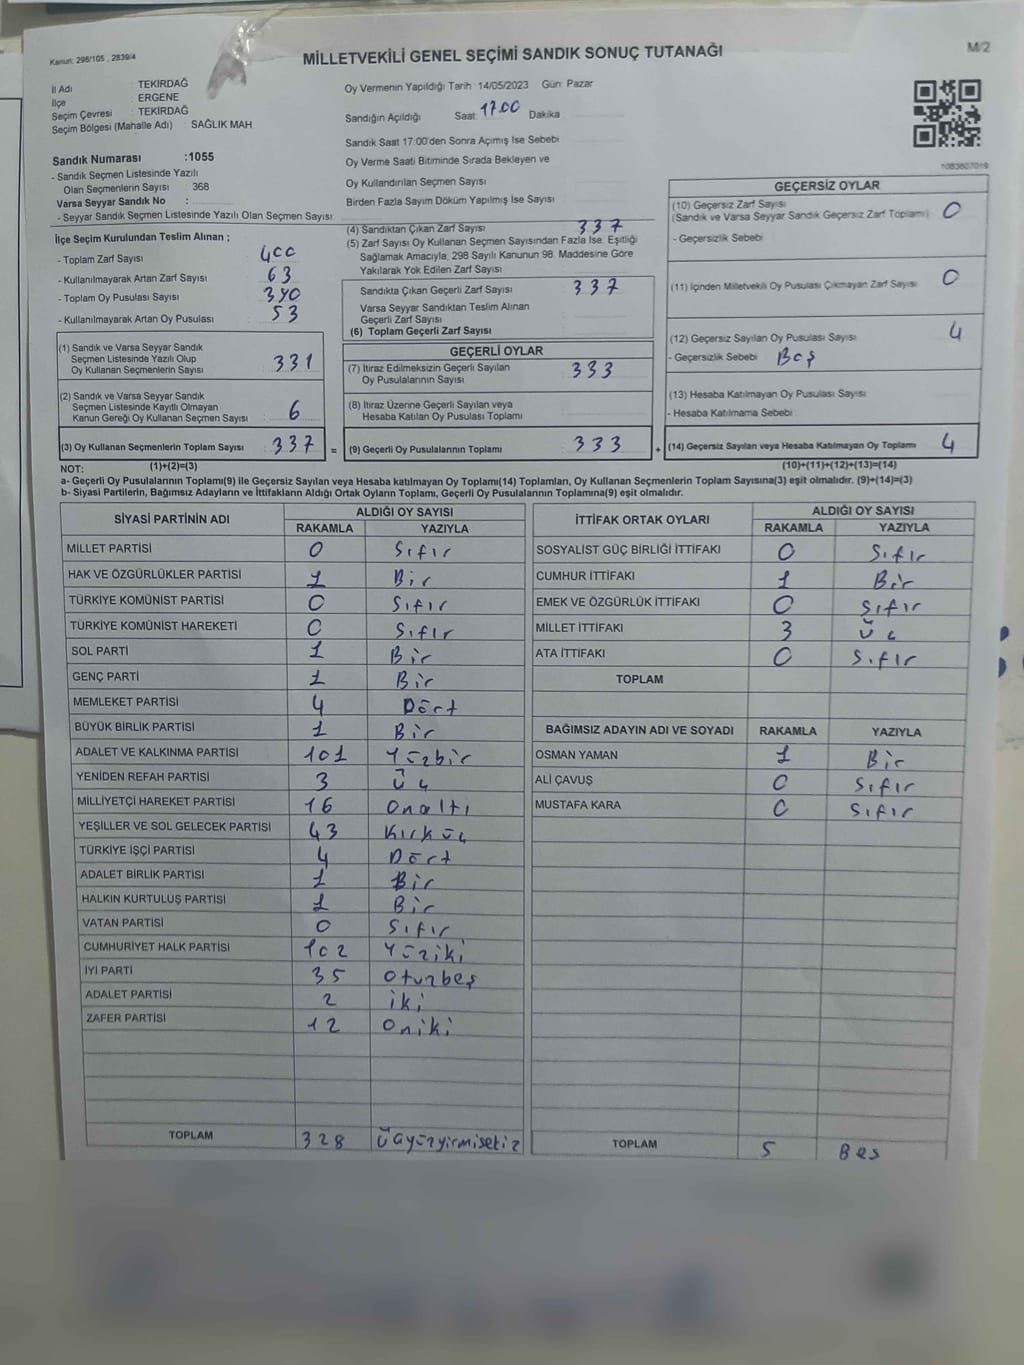 Kanun: 298/105 , 2839/4
MİLLETVEKİLİ GENEL SEÇİMİ SANDIK SONUÇ TUTANAĞI
M/2
İl Adı : TEKİRDAĞ
İlçe : ERGENE
Seçim Çevresi : TEKİRDAĞ
Seçim Bölgesi (Mahalle Adı) : SAĞLIK MAH
Oy Vermenin Yapıldığı Tarih :14/05/2023 Gün: Pazar
Sandığın Açıldığı Saat: 17.00 Dakika
Sandık Saat 17:00'den Sonra Açımış İse Sebebi
Oy Verme Saati Bitiminde Sırada Bekleyen ve
Oy Kullandırılan Seçmen Sayısı
Birden Fazla Sayım Döküm Yapılmış İse Sayısı
Sandık Numarası :1055
- Sandık Seçmen Listesinde Yazılı
Olan Seçmenlerin Sayısı : 368
Varsa Seyyar Sandık No :
- Seyyar Sandık Seçmen Listesinde Yazılı Olan Seçmen Sayısı:
1083607019
İlçe Seçim Kurulundan Teslim Alınan ;
- Toplam Zarf Sayısı 400
- Kullanılmayarak Artan Zarf Sayısı 63
- Toplam Oy Pusulası Sayısı 390
- Kullanılmayarak Artan Oy Pusulası 53
(1) Sandık ve Varsa Seyyar Sandık
Seçmen Listesinde Yazılı Olup
Oy Kullanan Seçmenlerin Sayısı 331
(2) Sandık ve Varsa Seyyar Sandık
Seçmen Listesinde Kayıtlı Olmayan
Kanun Gereği Oy Kullanan Seçmen Sayısı 6
(3) Oy Kullanan Seçmenlerin Toplam Sayısı 337 =
(4) Sandıktan Çıkan Zarf Sayısı 337
(5) Zarf Sayısı Oy Kullanan Seçmen Sayısından Fazla İse, Eşitliği
Sağlamak Amacıyla, 298 Sayılı Kanunun 98. Maddesine Göre
Yakılarak Yok Edilen Zarf Sayısı
Sandıkta Çıkan Geçerli Zarf Sayısı 337
Varsa Seyyar Sandıktan Teslim Alınan
Geçerli Zarf Sayısı
(6) Toplam Geçerli Zarf Sayısı
GEÇERLİ OYLAR
(7) İtiraz Edilmeksizin Geçerli Sayılan
Oy Pusulalarının Sayısı 333
(8) İtiraz Üzerine Geçerli Sayılan veya
Hesaba Katılan Oy Pusulası Toplamı
(9) Geçerli Oy Pusulalarının Toplamı 333 +
GEÇERSİZ OYLAR
(10) Geçersiz Zarf Sayısı
(Sandık ve Varsa Seyyar Sandık Geçersiz Zarf Toplamı) 0
- Geçersizlik Sebebi
(11) İçinden Milletvekili Oy Pusulası Çıkmayan Zarf Sayısı 0
(12) Geçersiz Sayılan Oy Pusulası Sayısı 4
- Geçersizlik Sebebi Boş
(13) Hesaba Katılmayan Oy Pusulası Sayısı
- Hesaba Katılmama Sebebi
(14) Geçersiz Sayılan veya Hesaba Katılmayan Oy Toplamı 4
NOT: (1)+(2)=(3) (10)+(11)+(12)+(13)=(14)
a- Geçerli Oy Pusulalarının Toplamı(9) ile Geçersiz Sayılan veya Hesaba katılmayan Oy Toplamı(14) Toplamları, Oy Kullanan Seçmenlerin Toplam Sayısına(3) eşit olmalıdır. (9)+(14)=(3)
b- Siyasi Partilerin, Bağımsız Adayların ve İttifakların Aldığı Ortak Oyların Toplamı, Geçerli Oy Pusulalarının Toplamına(9) eşit olmalıdır.
SİYASİ PARTİNİN ADI ALDIĞI OY SAYISI
RAKAMLA YAZIYLA
MİLLET PARTİSİ 0 Sıfır
HAK VE ÖZGÜRLÜKLER PARTİSİ 1 Bir
TÜRKİYE KOMÜNİST PARTİSİ 0 Sıfır
TÜRKİYE KOMÜNİST HAREKETİ 0 Sıfır
SOL PARTİ 1 Bir
GENÇ PARTİ 1 Bir
MEMLEKET PARTİSİ 4 Dört
BÜYÜK BİRLİK PARTİSİ 1 Bir
ADALET VE KALKINMA PARTİSİ 101 Yüzbir
YENİDEN REFAH PARTİSİ 3 Üç
MİLLİYETÇİ HAREKET PARTİSİ 16 Onaltı
YEŞİLLER VE SOL GELECEK PARTİSİ 43 Kırküç
TÜRKİYE İŞÇİ PARTİSİ 4 Dört
ADALET BİRLİK PARTİSİ 1 Bir
HALKIN KURTULUŞ PARTİSİ 1 Bir
VATAN PARTİSİ 0 Sıfır
CUMHURİYET HALK PARTİSİ 102 Yüziki
İYİ PARTİ 35 Oturbeş
ADALET PARTİSİ 2 iki
ZAFER PARTİSİ 12 Oniki
TOPLAM 328 Üçyüzyirmisekiz
İTTİFAK ORTAK OYLARI ALDIĞI OY SAYISI
RAKAMLA YAZIYLA
SOSYALİST GÜÇ BİRLİĞİ İTTİFAKI 0 Sıfır
CUMHUR İTTİFAKI 1 Bir
EMEK VE ÖZGÜRLÜK İTTİFAKI 0 Sıfır
MİLLET İTTİFAKI 3 Üç
ATA İTTİFAKI 0 Sıfır
TOPLAM
BAĞIMSIZ ADAYIN ADI VE SOYADI RAKAMLA YAZIYLA
OSMAN YAMAN 1 Bir
ALİ ÇAVUŞ 0 Sıfır
MUSTAFA KARA 0 Sıfır
TOPLAM 5 Beş